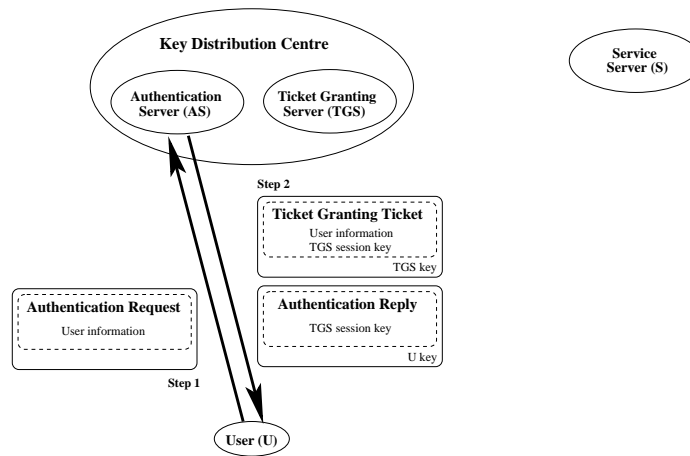 Key Distribution Centre
Service
Server (S)
Authentication
Server (AS)
Ticket Granting
Server (TGS)
Step 2
Ticket Granting Ticket
User information
TGS session key
TGS key
Authentication Request
User information
Authentication Reply
TGS session key
U key
Step 1
User (U)